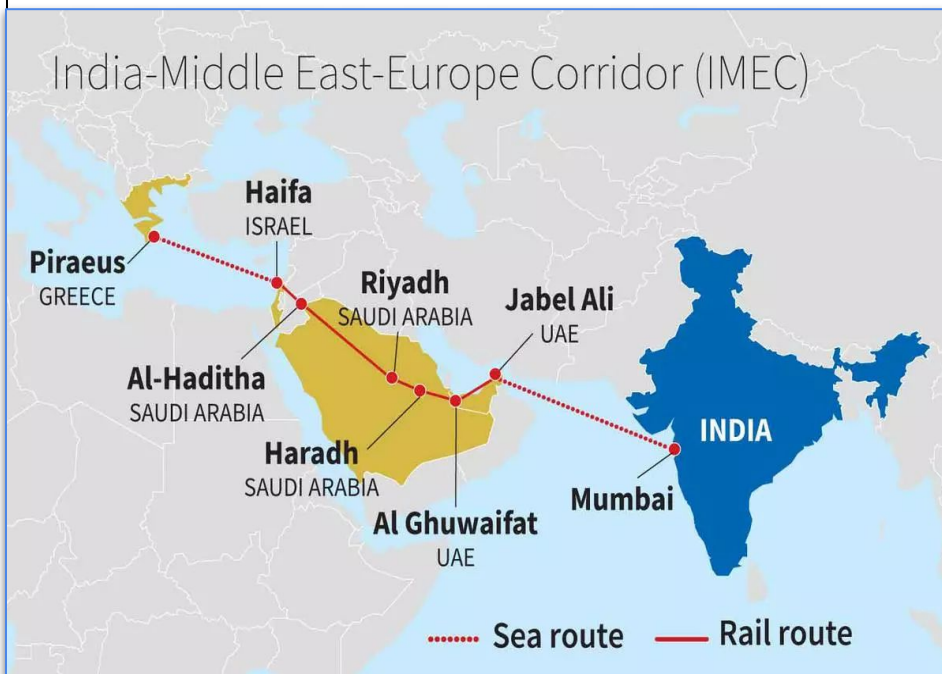 India-Middle East-Europe Corridor (IMEC)
Haifa
ISRAEL
Piraeus
GREECE
Riyadh
SAUDI ARABIA
Jabel Ali
UAE
Al-Haditha
SAUDI ARABIA
Haradh
SAUDI ARABIA
INDIA
Mumbai
Al Ghuwaifat
UAE
Sea route
Rail route